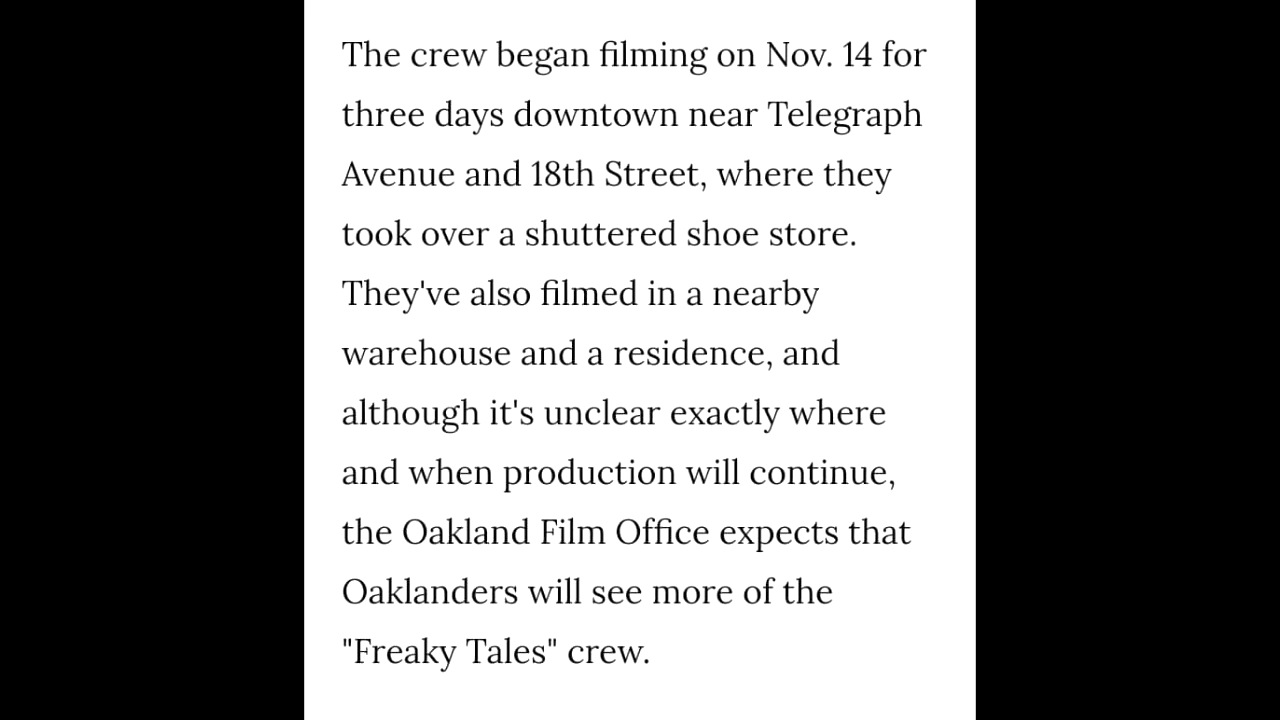 The crew began filming on Nov. 14 for
three days downtown near Telegraph
Avenue and 18th Street, where they
took over a shuttered shoe store.
They've also filmed in a nearby
warehouse and a residence, and
although it's unclear exactly where
and when production will continue,
the Oakland Film Office expects that
Oaklanders will see more of the
"Freaky Tales" crew.